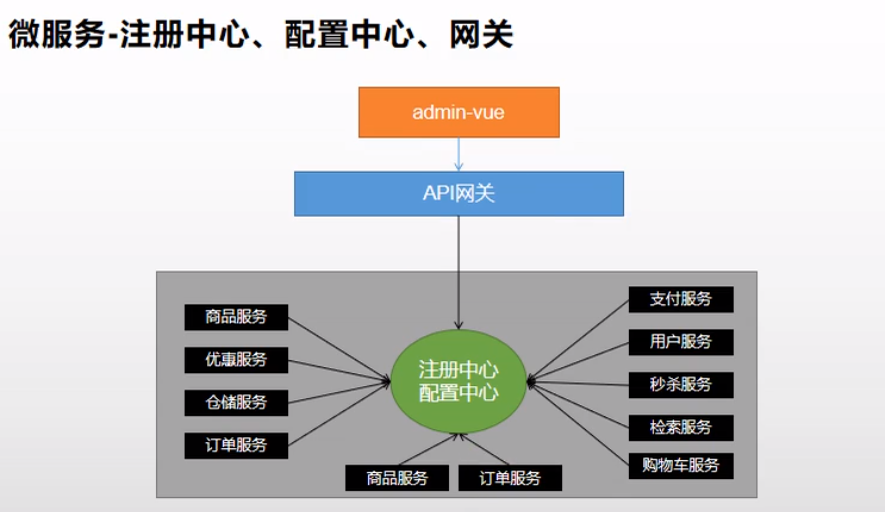 微服务-注册中心、配置中心、网关
admin-vue
API网关
商品服务
优惠服务
仓储服务
订单服务
注册中心
配置中心
支付服务
用户服务
秒杀服务
检索服务
购物车服务
商品服务
订单服务